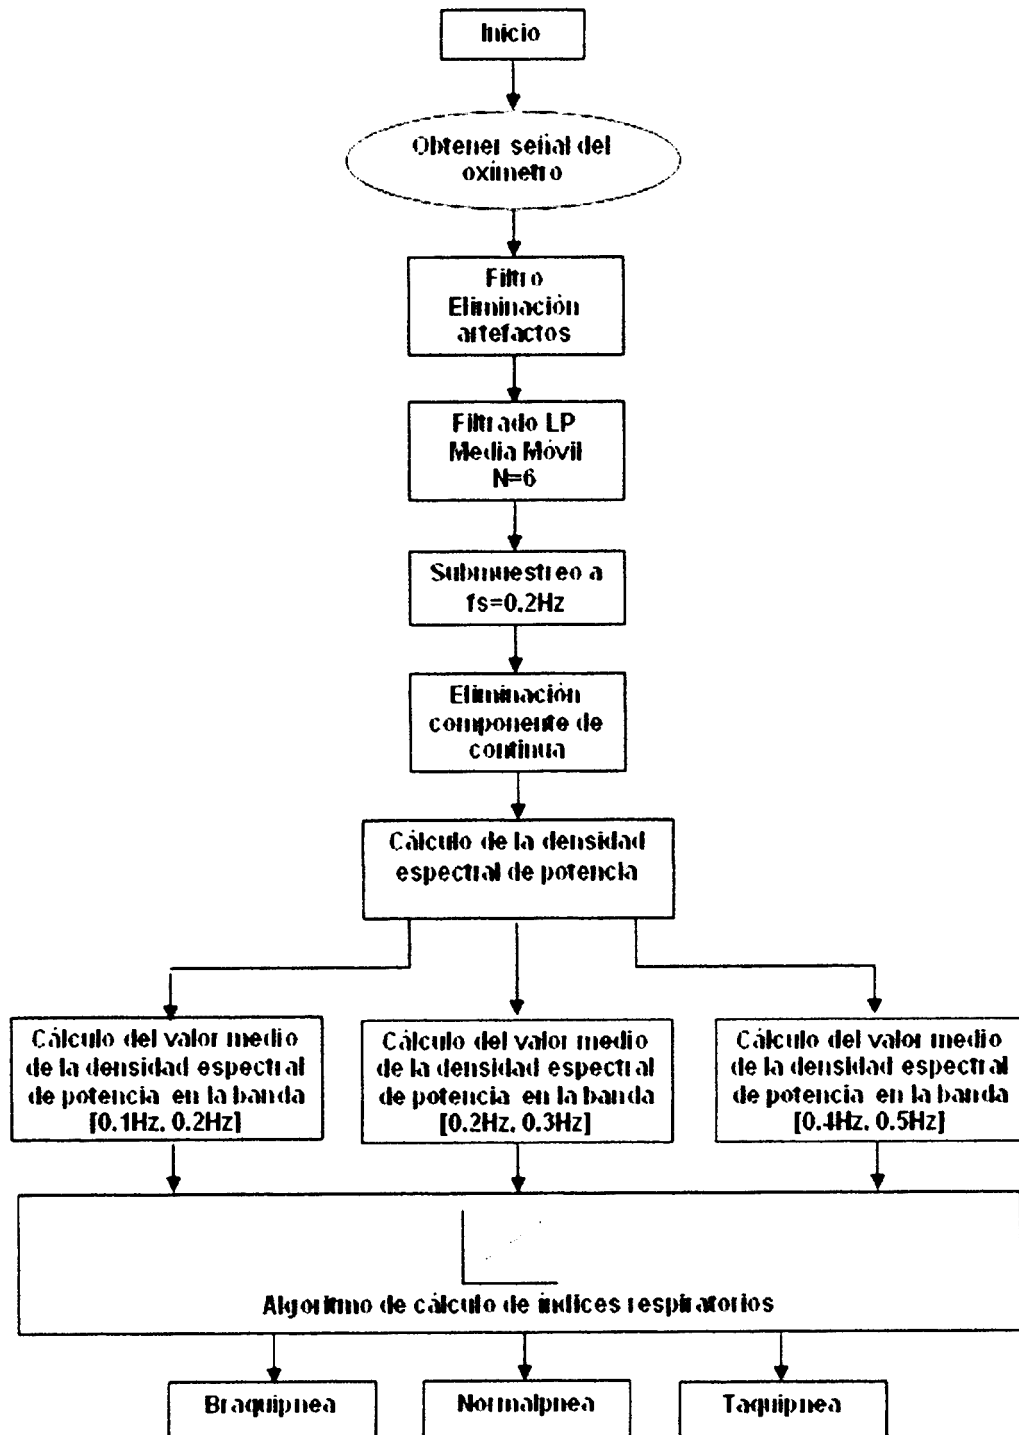 Inicio
Obtener señal del
oxímetro
Filtro
Eliminación
artefactos
Filtrado LP
Media Móvil
N=6
Submuestreo a
fs=0.2Hz
Eliminación
componente de
continua
Cálculo de la densidad
espectral de potencia
Cálculo del valor medio
de la densidad espectral
de potencia en la banda
[0.1Hz, 0.2Hz]
Cálculo del valor medio
de la densidad espectral
de potencia en la banda
[0.2Hz, 0.3Hz]
Cálculo del valor medio
de la densidad espectral
de potencia en la banda
[0.4Hz, 0.5Hz]
Algoritmo de cálculo de índices respiratorios
Braquipnea
Normalpnea
Taquipnea